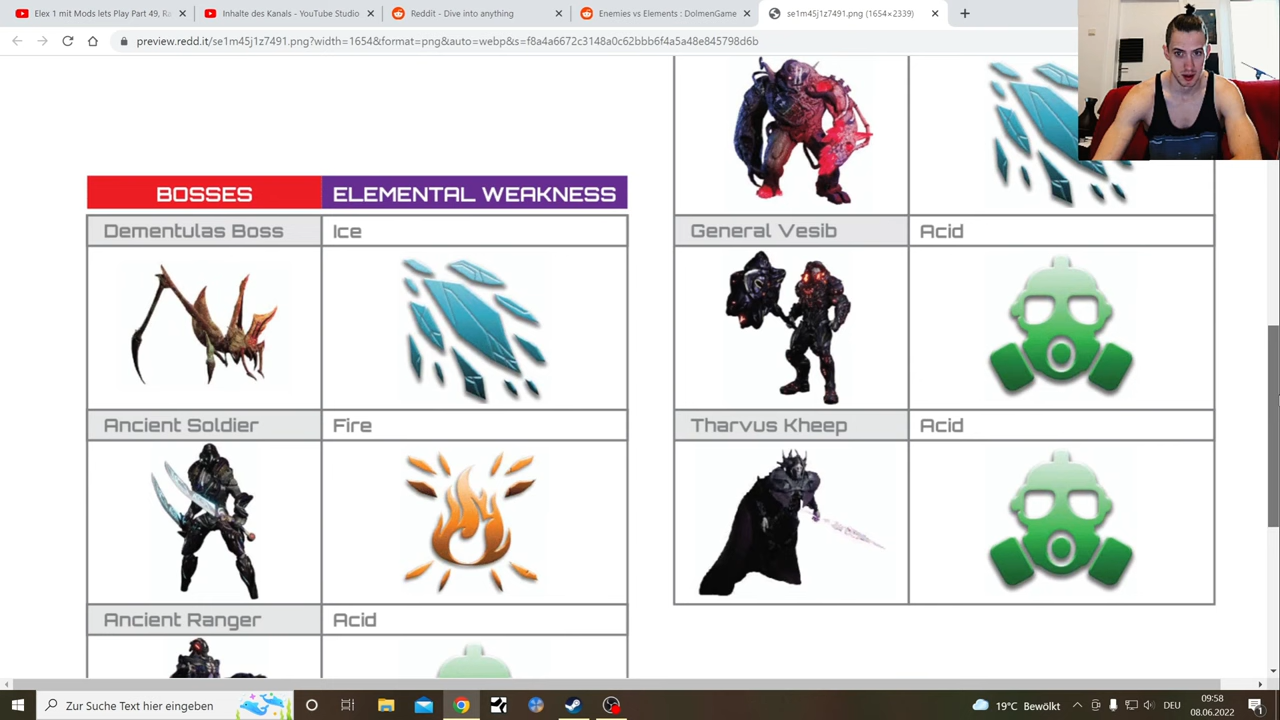 Elex 1 mit Mods lets Play Part 49, Ra
Inhalte des Kanals - YouTube Studio
Reddit - Dive into anything
Enemies vs Elements : DolmenGame
se1m45j1z7491.png (1654×2339)
preview.redd.it/se1m45j1z7491.png?width=1654&format=png&auto=webp&s=f8a4a6672c3148a0c62bbb6f4a5a48e845798d6b
BOSSES ELEMENTAL WEAKNESS
Dementulas Boss Ice
Ancient Soldier Fire
Ancient Ranger Acid
General Vesib Acid
Tharvus Kheep Acid
Zur Suche Text hier eingeben
19°C Bewölkt
DEU
09:58
08.06.2022
1